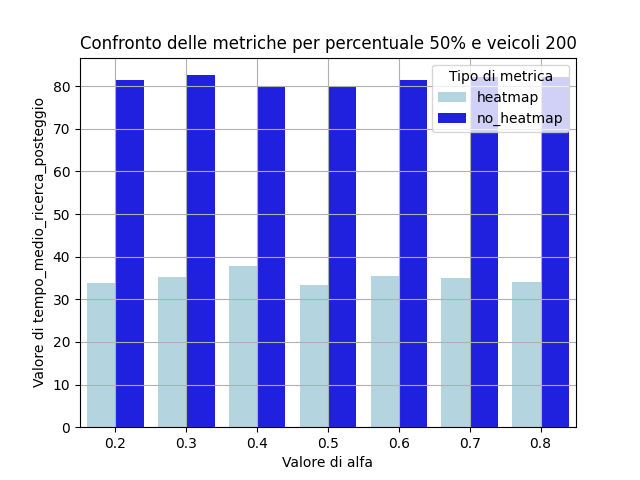 Confronto delle metriche per percentuale 50% e veicoli 200
Valore di tempo_medio_ricerca_posteggio
80
70
60
50
40
30
20
10
0
Tipo di metrica
heatmap
no_heatmap
0.2 0.3 0.4 0.5 0.6 0.7 0.8
Valore di alfa